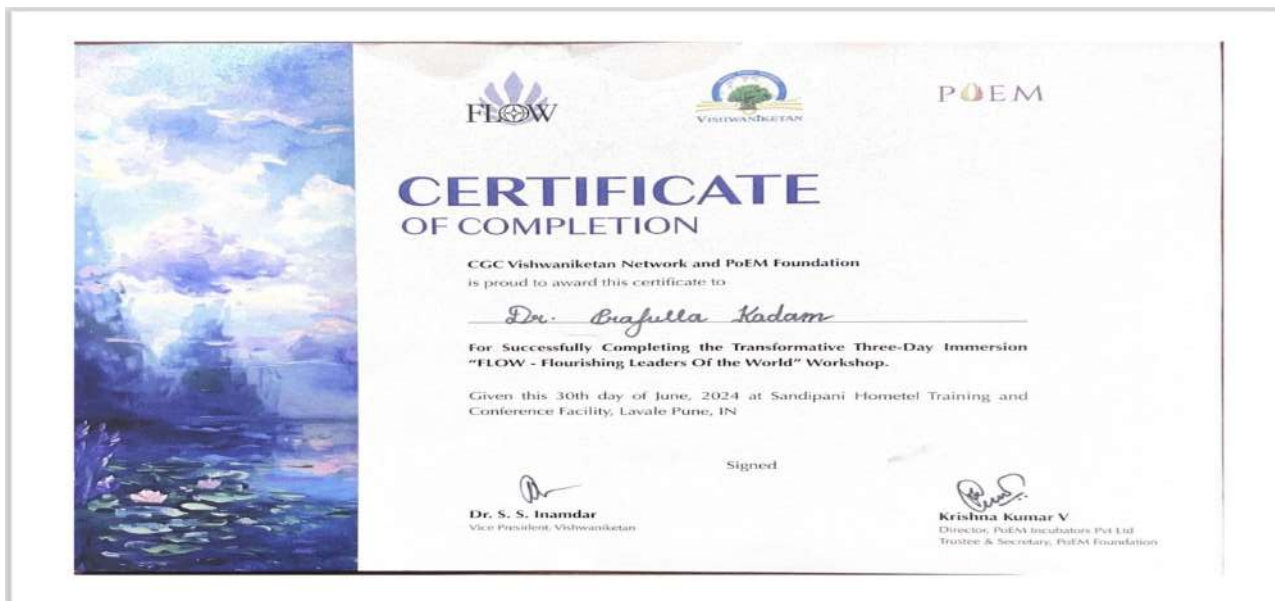 FLOW
VISHWANIKETAN
POEM
CERTIFICATE
OF COMPLETION
CGC Vishwaniketan Network and PoEM Foundation
is proud to award this certificate to
Dr. Prafulla Kadam
For Successfully Completing the Transformative Three-Day Immersion
"FLOW - Flourishing Leaders Of the World" Workshop.
Given this 30th day of June, 2024 at Sandipani Hometel Training and
Conference Facility, Lavale Pune, IN
Signed
Dr. S. S. Inamdar
Vice President, Vishwaniketan
Krishna Kumar V
Director, PoEM Incubators Pvt Ltd
Trustee & Secretary, PoEM Foundation